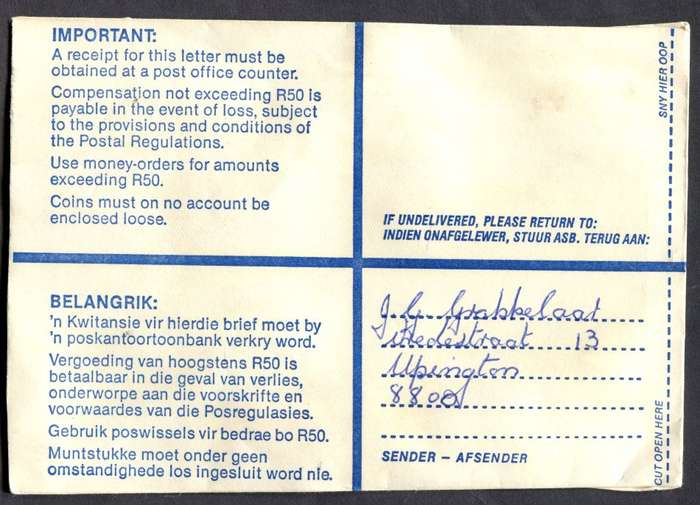 IMPORTANT:
A receipt for this letter must be
obtained at a post office counter.
Compensation not exceeding R50 is
payable in the event of loss, subject
to the provisions and conditions of
the Postal Regulations.
Use money-orders for amounts
exceeding R50.
Coins must on no account be
enclosed loose.
BELANGRIK:
'n Kwitansie vir hierdie brief moet by
'n poskantoortoonbank verkry word.
Vergoeding van hoogstens R50 is
betaalbaar in die geval van verlies,
onderworpe aan die voorskrifte en
voorwaardes van die Posregulasies.
Gebruik poswissels vir bedrae bo R50.
Muntstukke moet onder geen
omstandighede los ingesluit word nie.
IF UNDELIVERED, PLEASE RETURN TO:
INDIEN ONAFGELEWER, STUUR ASB. TERUG AAN:
J. G. Grabbelaar
13
Upington
8800
SENDER – AFSENDER
SNY HIER OOP
CUT OPEN HERE